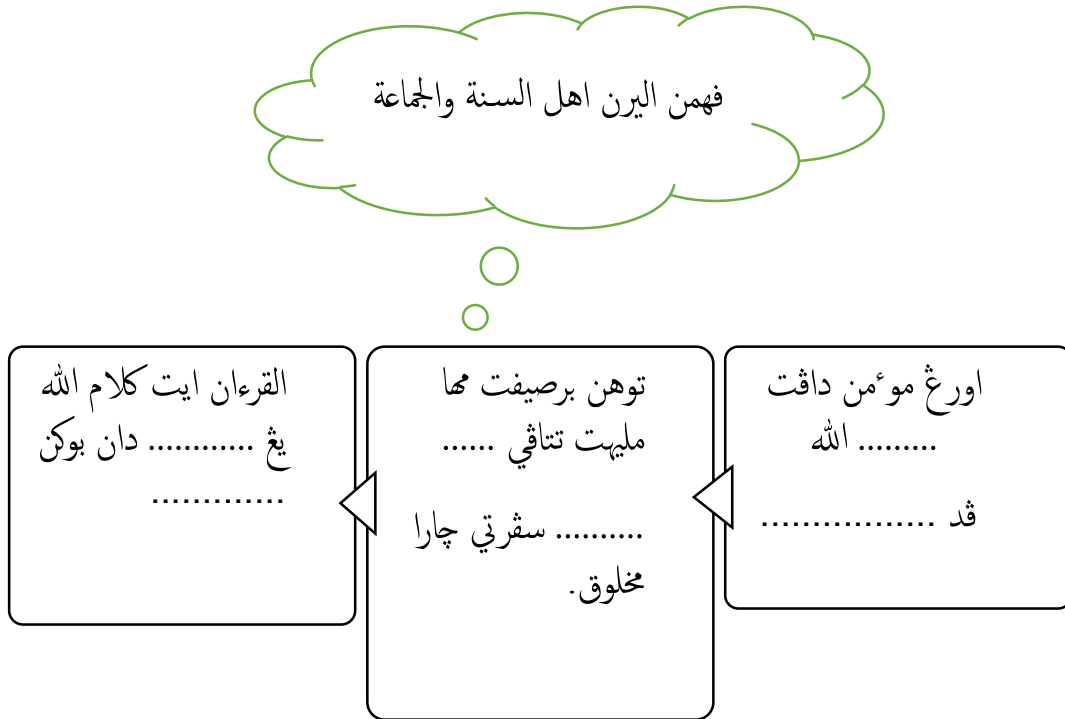 فهمن اليرن اهل السنة والجماعة
اورڠ موءمن داڤت
......... الله
ڤد .................
توهن برصيفت مها
مليهت تتاڤي ......
.......... سڤرتي چارا
مخلوق.
القرءان ايت كلام الله
يڠ ............ دان بوكن
.............